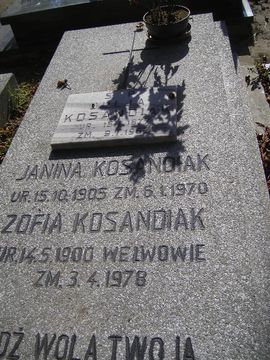 KOSANDIAK
JANINA KOSANDIAK
UR. 15.10.1905 ZM. 6.1.1970
ZOFIA KOSANDIAK
UR. 14.5.1900 WE LWOWIE
ZM. 3.4.1978
WOLA TWOJA